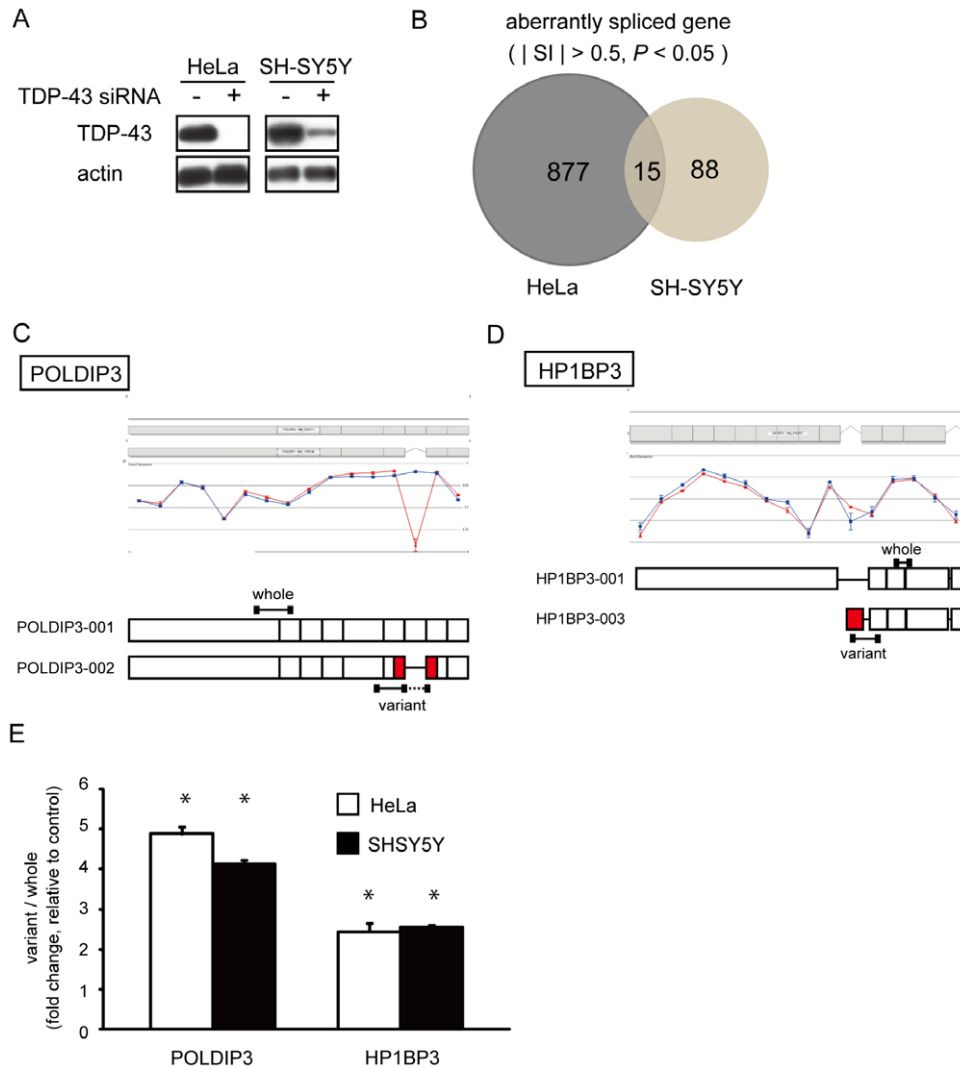 A
HeLa
SH-SY5Y
TDP-43 siRNA
- + - +
TDP-43
actin
B
aberrantly spliced gene
( | SI | > 0.5, P < 0.05 )
877
15
88
HeLa
SH-SY5Y
C
POLDIP3
whole
POLDIP3-001
POLDIP3-002
variant
D
HP1BP3
whole
HP1BP3-001
HP1BP3-003
variant
E
variant / whole
(fold change, relative to control)
6
5
4
3
2
1
0
* *
* *
HeLa
SHSY5Y
POLDIP3
HP1BP3